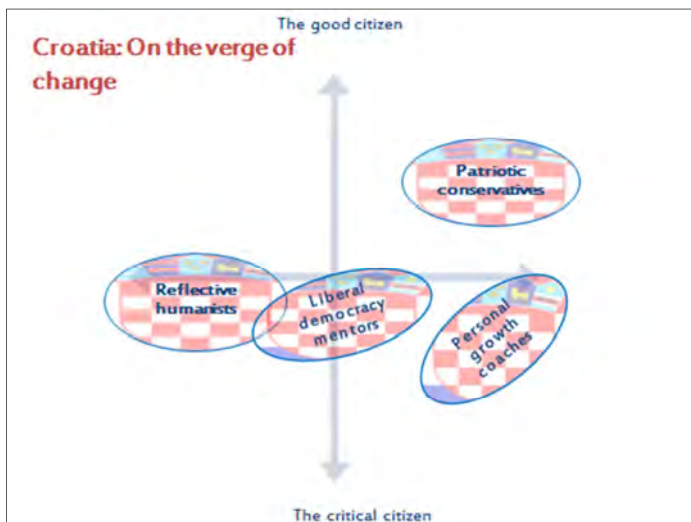 The good citizen
Croatia: On the verge of
change
Patriotic
conservatives
Reflective
humanists
Liberal
democracy
mentors
Personal
growth
coaches
The critical citizen